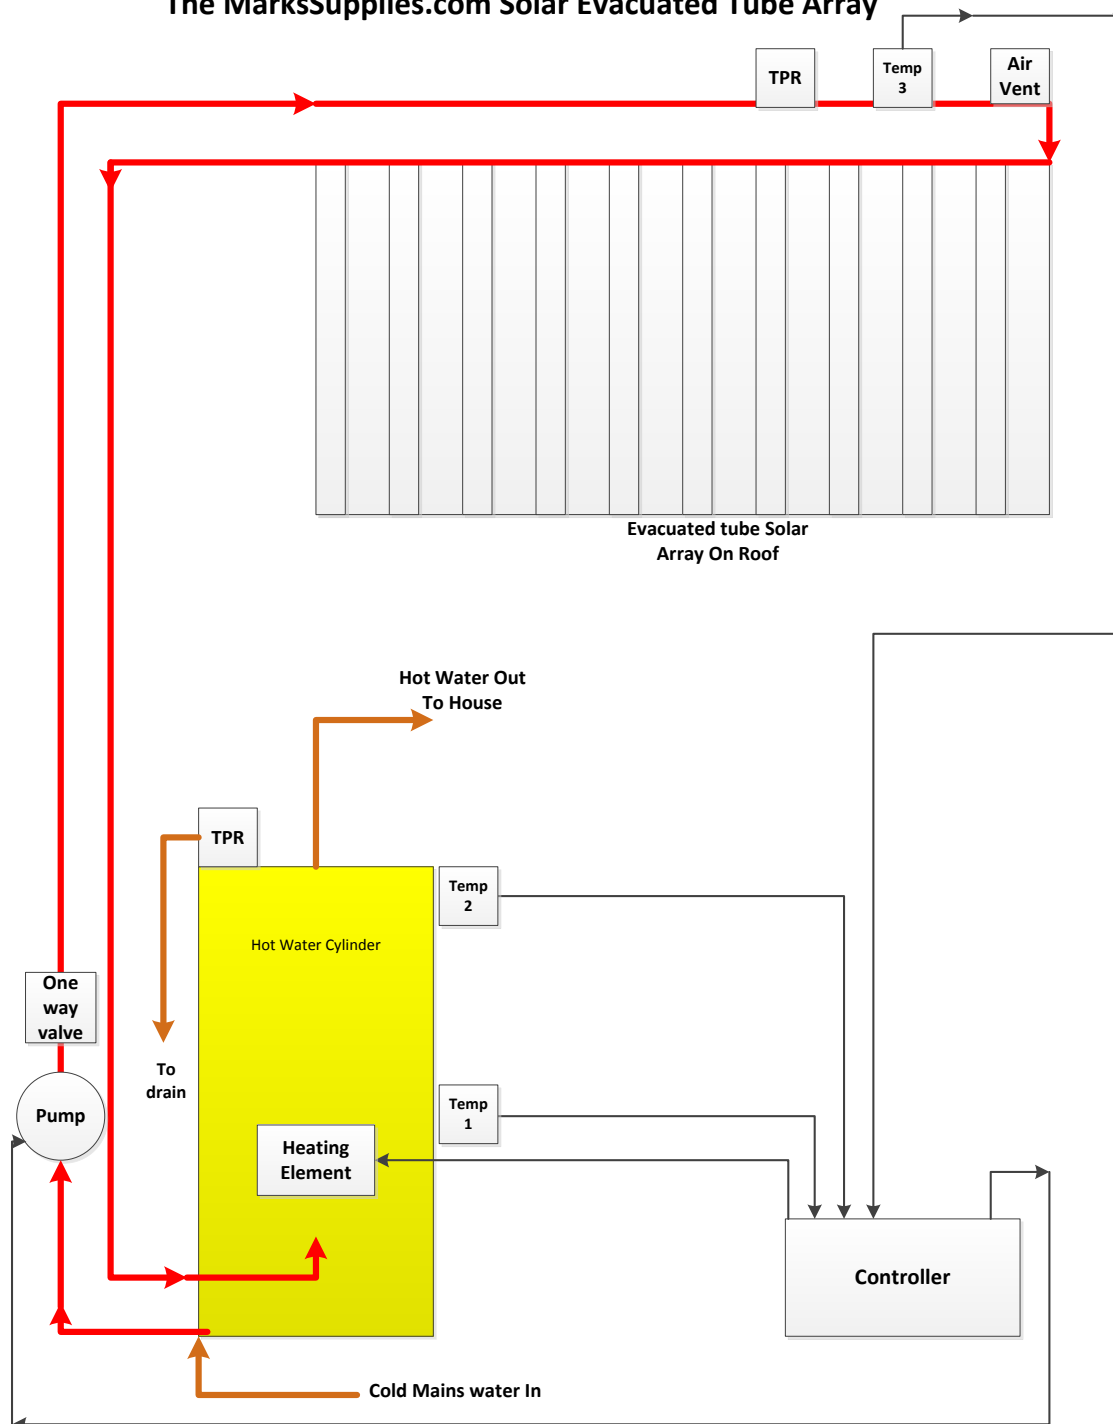 The MarksSupplies.com Solar Evacuated Tube Array
TPR
Temp
3
Air
Vent
Evacuated tube Solar
Array On Roof
Hot Water Out
To House
TPR
Temp
2
Hot Water Cylinder
One
way
valve
To
drain
Pump
Temp
1
Heating
Element
Controller
Cold Mains water In